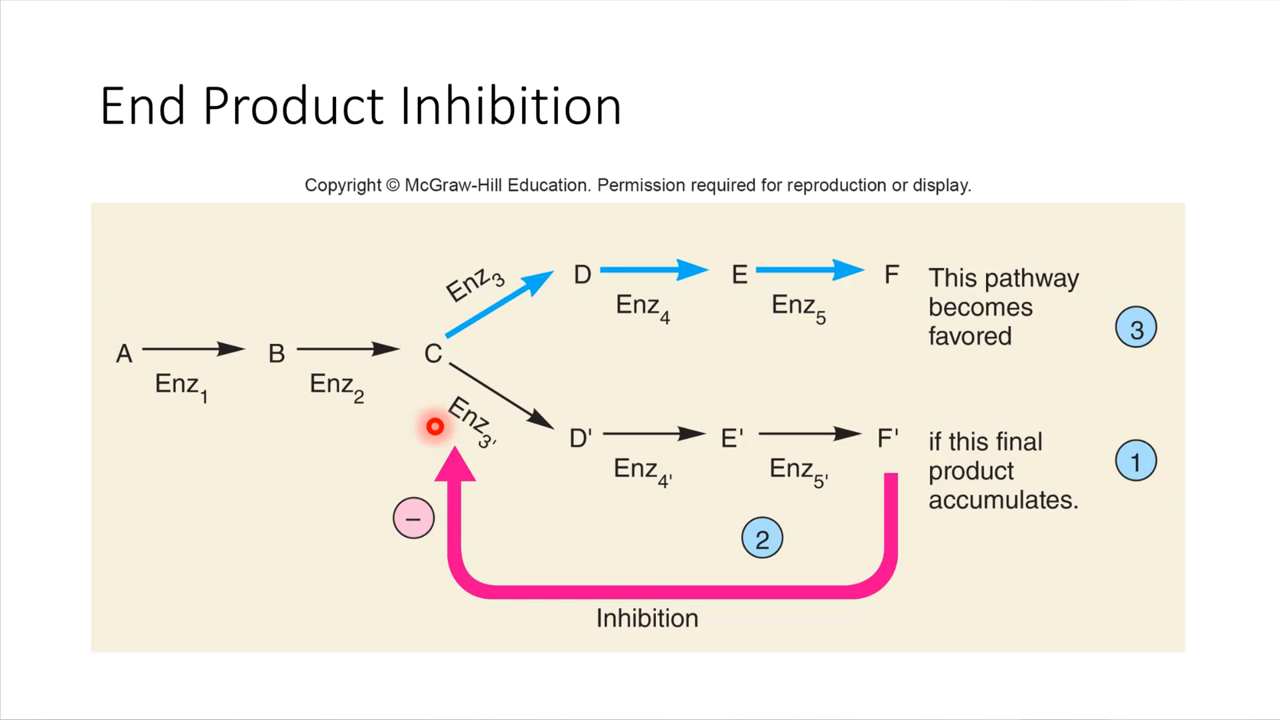 End Product Inhibition
Copyright © McGraw-Hill Education. Permission required for reproduction or display.
Enz3
D
E
F
Enz4
Enz5
This pathway
becomes
favored
3
A
B
C
Enz1
Enz2
Enz3'
D'
E'
F'
Enz4'
Enz5'
if this final
product
accumulates.
1
–
2
Inhibition